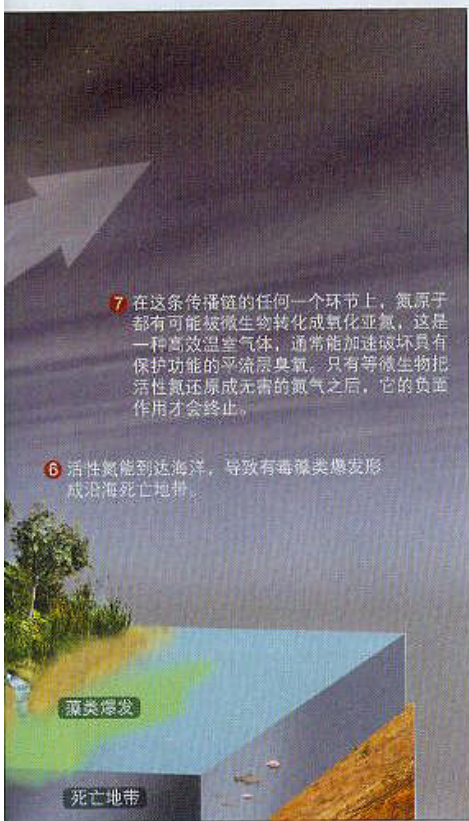 7 在这条传播链的任何一个环节上，氮原子
都有可能被微生物转化成氧化亚氮，这是
一种高效温室气体，通常能加速破坏具有
保护功能的平流层臭氧。只有等微生物把
活性氮还原成无害的氮气之后，它的负面
作用才会终止。
6 活性氮能到达海洋，导致有毒藻类爆发形
成沿海死亡地带。
藻类爆发
死亡地带